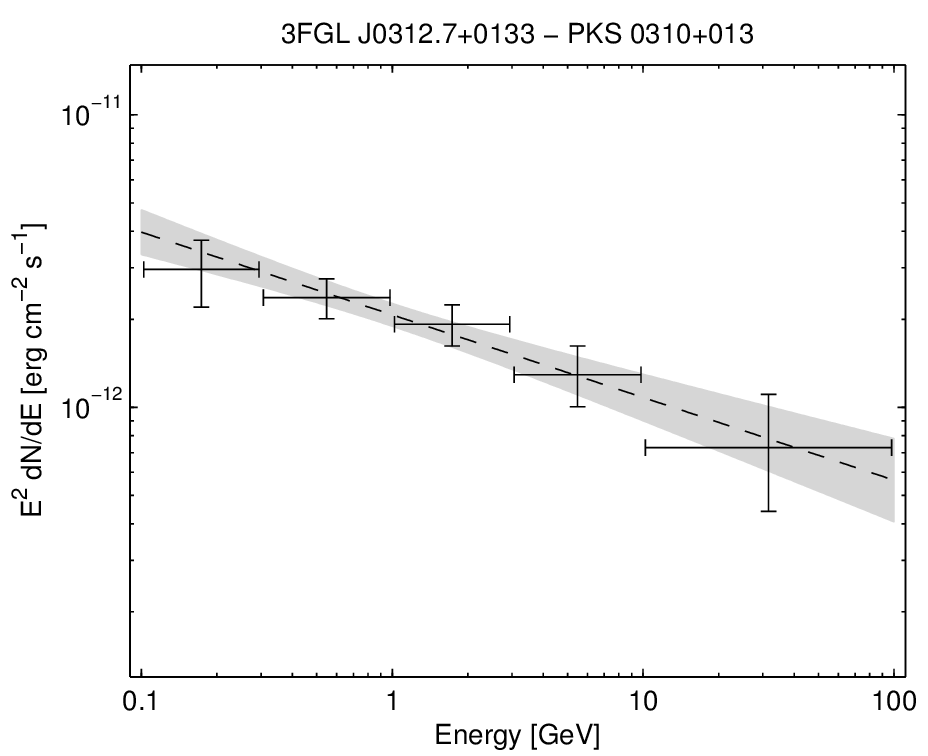 3FGL J0312.7+0133 − PKS 0310+013
10⁻¹¹
10⁻¹²
E² dN/dE [erg cm⁻² s⁻¹]
0.1 1 10 100
Energy [GeV]